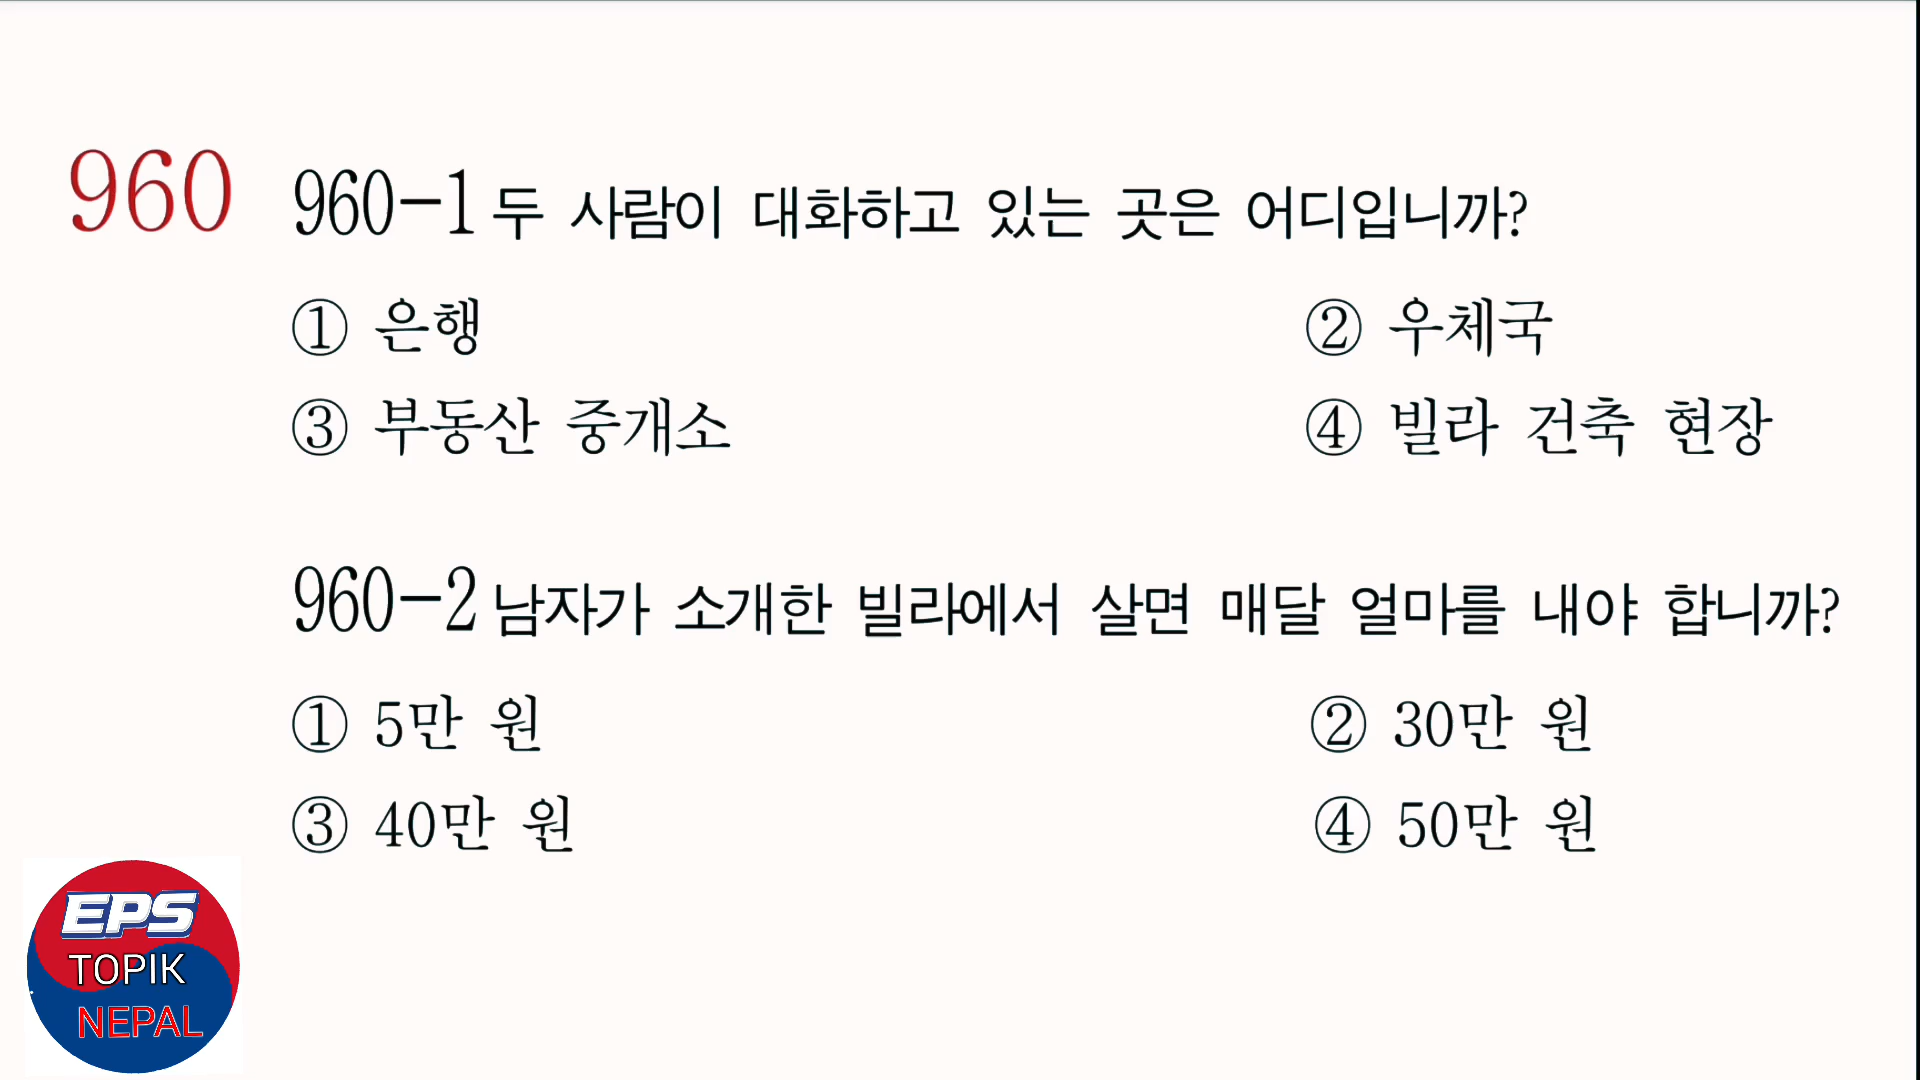 960 960-1 두 사람이 대화하고 있는 곳은 어디입니까?
① 은행 ② 우체국
③ 부동산 중개소 ④ 빌라 건축 현장
960-2 남자가 소개한 빌라에서 살면 매달 얼마를 내야 합니까?
① 5만 원 ② 30만 원
③ 40만 원 ④ 50만 원
EPS
TOPIK
NEPAL